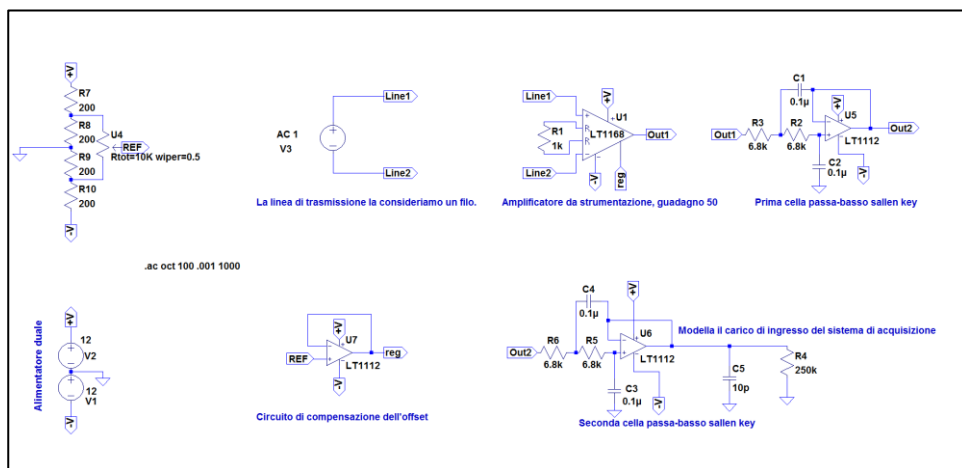 +V
R7
200
R8
200
U4
REF
R9
200
Rtot=10K wiper=0.5
R10
200
-V
AC 1
V3
Line1
Line2
La linea di trasmissione la consideriamo un filo.
Line1
+V
U1
R1
1k
R
R
LT1168
Out1
Line2
-V
reg
Amplificatore da strumentazione, guadagno 50
C1
0.1µ
+V
U5
Out1
R3
6.8k
R2
6.8k
Out2
LT1112
C2
0.1µ
-V
Prima cella passa-basso sallen key
.ac oct 100 .001 1000
Alimentatore duale
+V
12
V2
12
V1
-V
+V
U7
REF
reg
LT1112
-V
Circuito di compensazione dell'offset
C4
0.1µ
+V
U6
Out2
R6
6.8k
R5
6.8k
LT1112
C3
0.1µ
-V
Modella il carico di ingresso del sistema di acquisizione
C5
10p
R4
250k
Seconda cella passa-basso sallen key